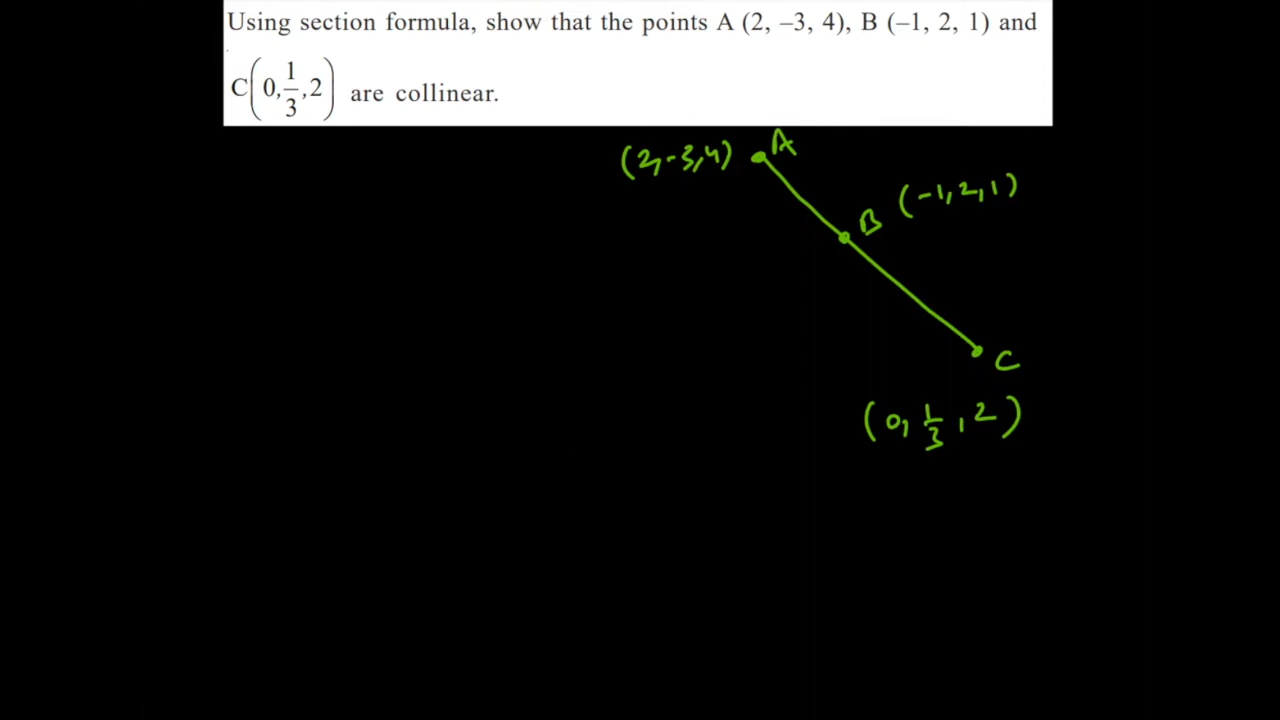 Using section formula, show that the points A (2, –3, 4), B (–1, 2, 1) and
C(0, 1/3, 2) are collinear.
(2, -3, 4) A
B (-1, 2, 1)
C
(0, 1/3, 2)